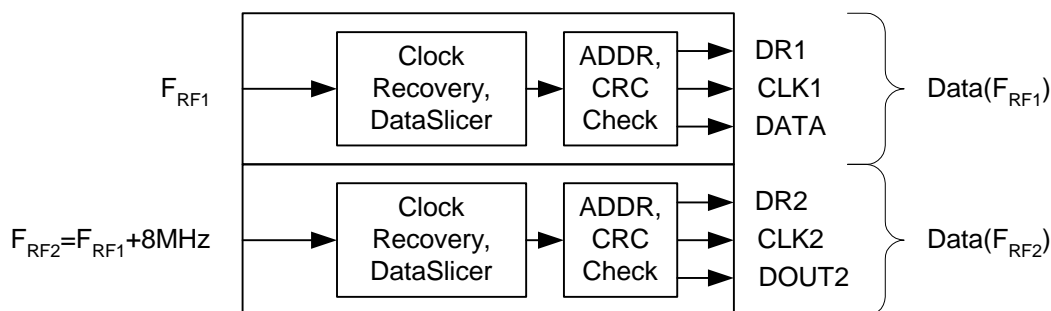 Clock
Recovery,
DataSlicer
ADDR,
CRC
Check
F_RF1
DR1
CLK1
DATA
Data(F_RF1)
F_RF2=F_RF1+8MHz
Clock
Recovery,
DataSlicer
ADDR,
CRC
Check
DR2
CLK2
DOUT2
Data(F_RF2)